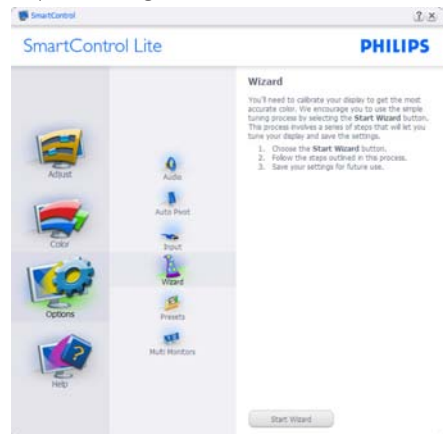 SmartControl
? ×
SmartControl Lite
PHILIPS
Adjust
Color
Options
Help
Audio
Auto Pivot
Input
Wizard
Presets
Multi Monitors
Wizard
You'll need to calibrate your display to get the most
accurate color. We encourage you to use the simple
tuning process by selecting the Start Wizard button.
This process involves a series of steps that will let you
tune your display and save the settings.
1. Choose the Start Wizard button.
2. Follow the steps outlined in this process.
3. Save your settings for future use.
Start Wizard